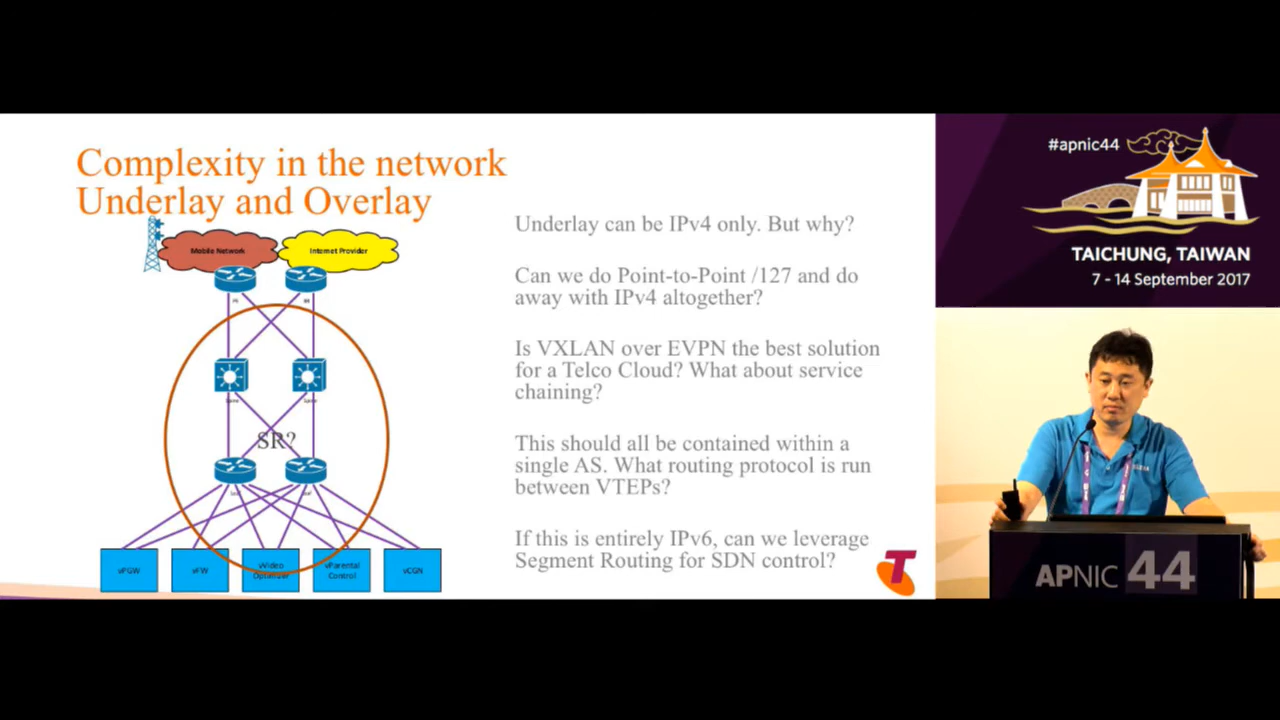 Complexity in the network
Underlay and Overlay
Mobile Network
Internet Provider
SR?
vPGW
vFW
vVideo
Optimizer
vParental
Control
vCGN
Underlay can be IPv4 only. But why?
Can we do Point-to-Point /127 and do
away with IPv4 altogether?
Is VXLAN over EVPN the best solution
for a Telco Cloud? What about service
chaining?
This should all be contained within a
single AS. What routing protocol is run
between VTEPs?
If this is entirely IPv6, can we leverage
Segment Routing for SDN control?
T
#apnic44
TAICHUNG, TAIWAN
7 - 14 September 2017
APNIC 44